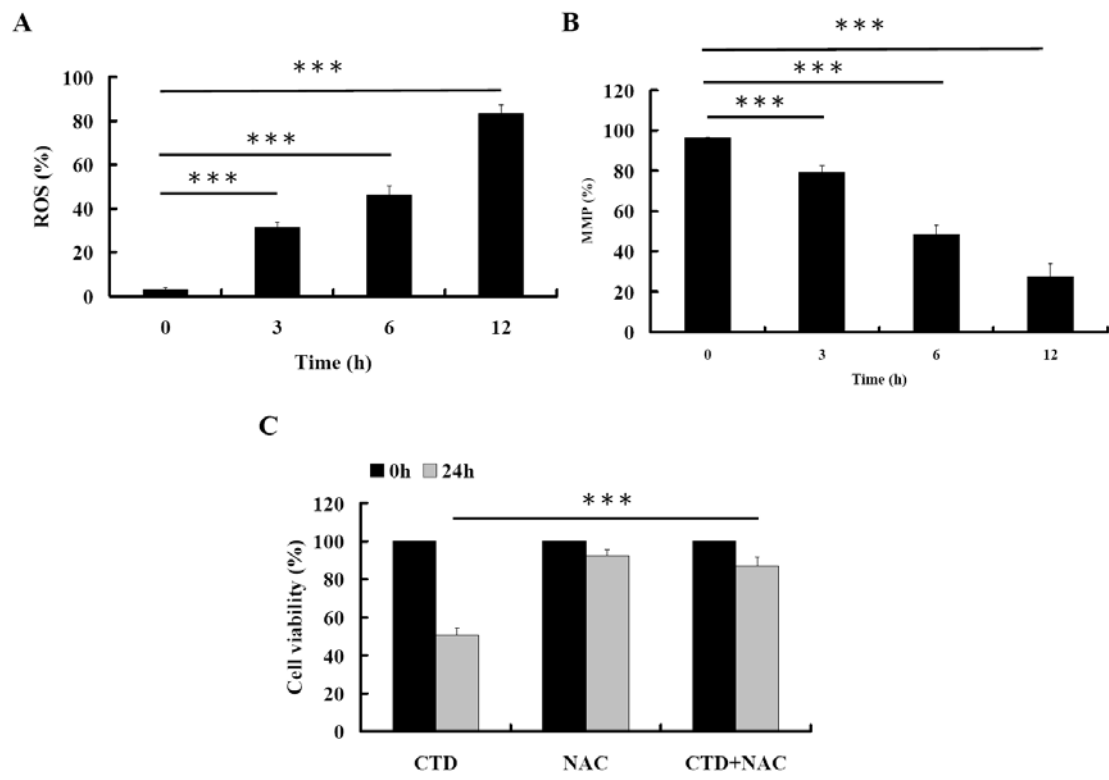 A
***
***
***
100
80
60
40
20
0
ROS (%)
0 3 6 12
Time (h)
B
***
***
***
120
100
80
60
40
20
0
MMP (%)
0 3 6 12
Time (h)
C
0h 24h
***
120
100
80
60
40
20
0
Cell viability (%)
CTD NAC CTD+NAC